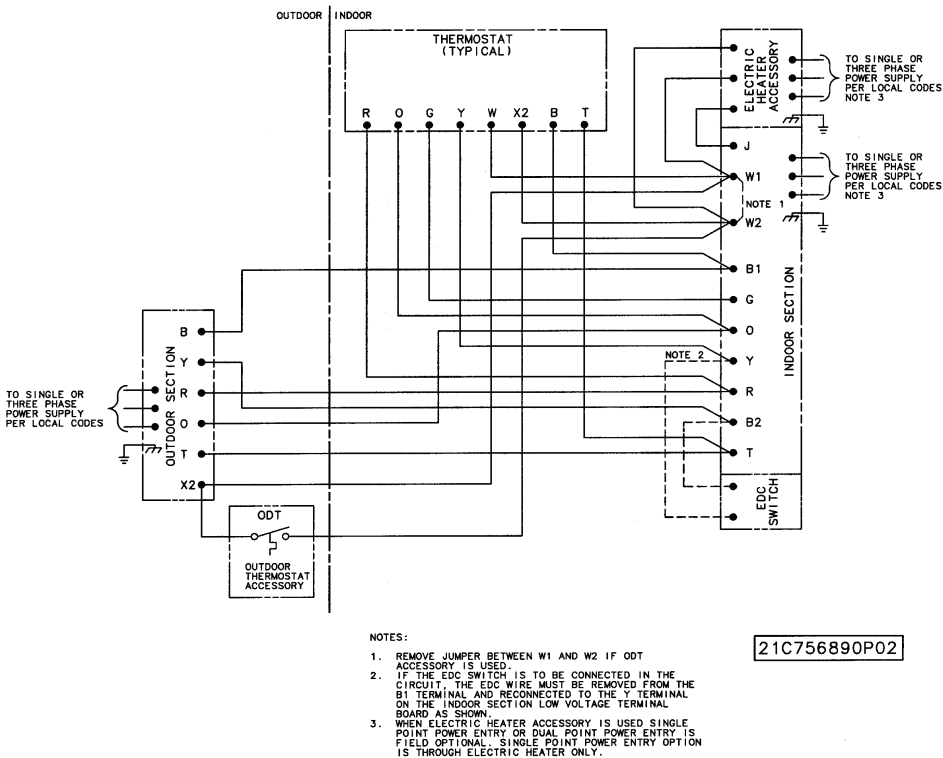 OUTDOOR INDOOR
THERMOSTAT
(TYPICAL)
R O G Y W X2 B T
ELECTRIC
HEATER
ACCESSORY
TO SINGLE OR
THREE PHASE
POWER SUPPLY
PER LOCAL CODES
NOTE 3
J
W1
NOTE 1
W2
TO SINGLE OR
THREE PHASE
POWER SUPPLY
PER LOCAL CODES
NOTE 3
B1
G
O
NOTE 2
Y
R
B2
T
INDOOR SECTION
EDC
SWITCH
TO SINGLE OR
THREE PHASE
POWER SUPPLY
PER LOCAL CODES
OUTDOOR SECTION
B
Y
R
O
T
X2
ODT
OUTDOOR
THERMOSTAT
ACCESSORY
NOTES:
1. REMOVE JUMPER BETWEEN W1 AND W2 IF ODT
ACCESSORY IS USED.
2. IF THE EDC SWITCH IS TO BE CONNECTED IN THE
CIRCUIT, THE EDC WIRE MUST BE REMOVED FROM THE
B1 TERMINAL AND RECONNECTED TO THE Y TERMINAL
ON THE INDOOR SECTION LOW VOLTAGE TERMINAL
BOARD AS SHOWN.
3. WHEN ELECTRIC HEATER ACCESSORY IS USED SINGLE
POINT POWER ENTRY OR DUAL POINT POWER ENTRY IS
FIELD OPTIONAL. SINGLE POINT POWER ENTRY OPTION
IS THROUGH ELECTRIC HEATER ONLY.
21C756890P02